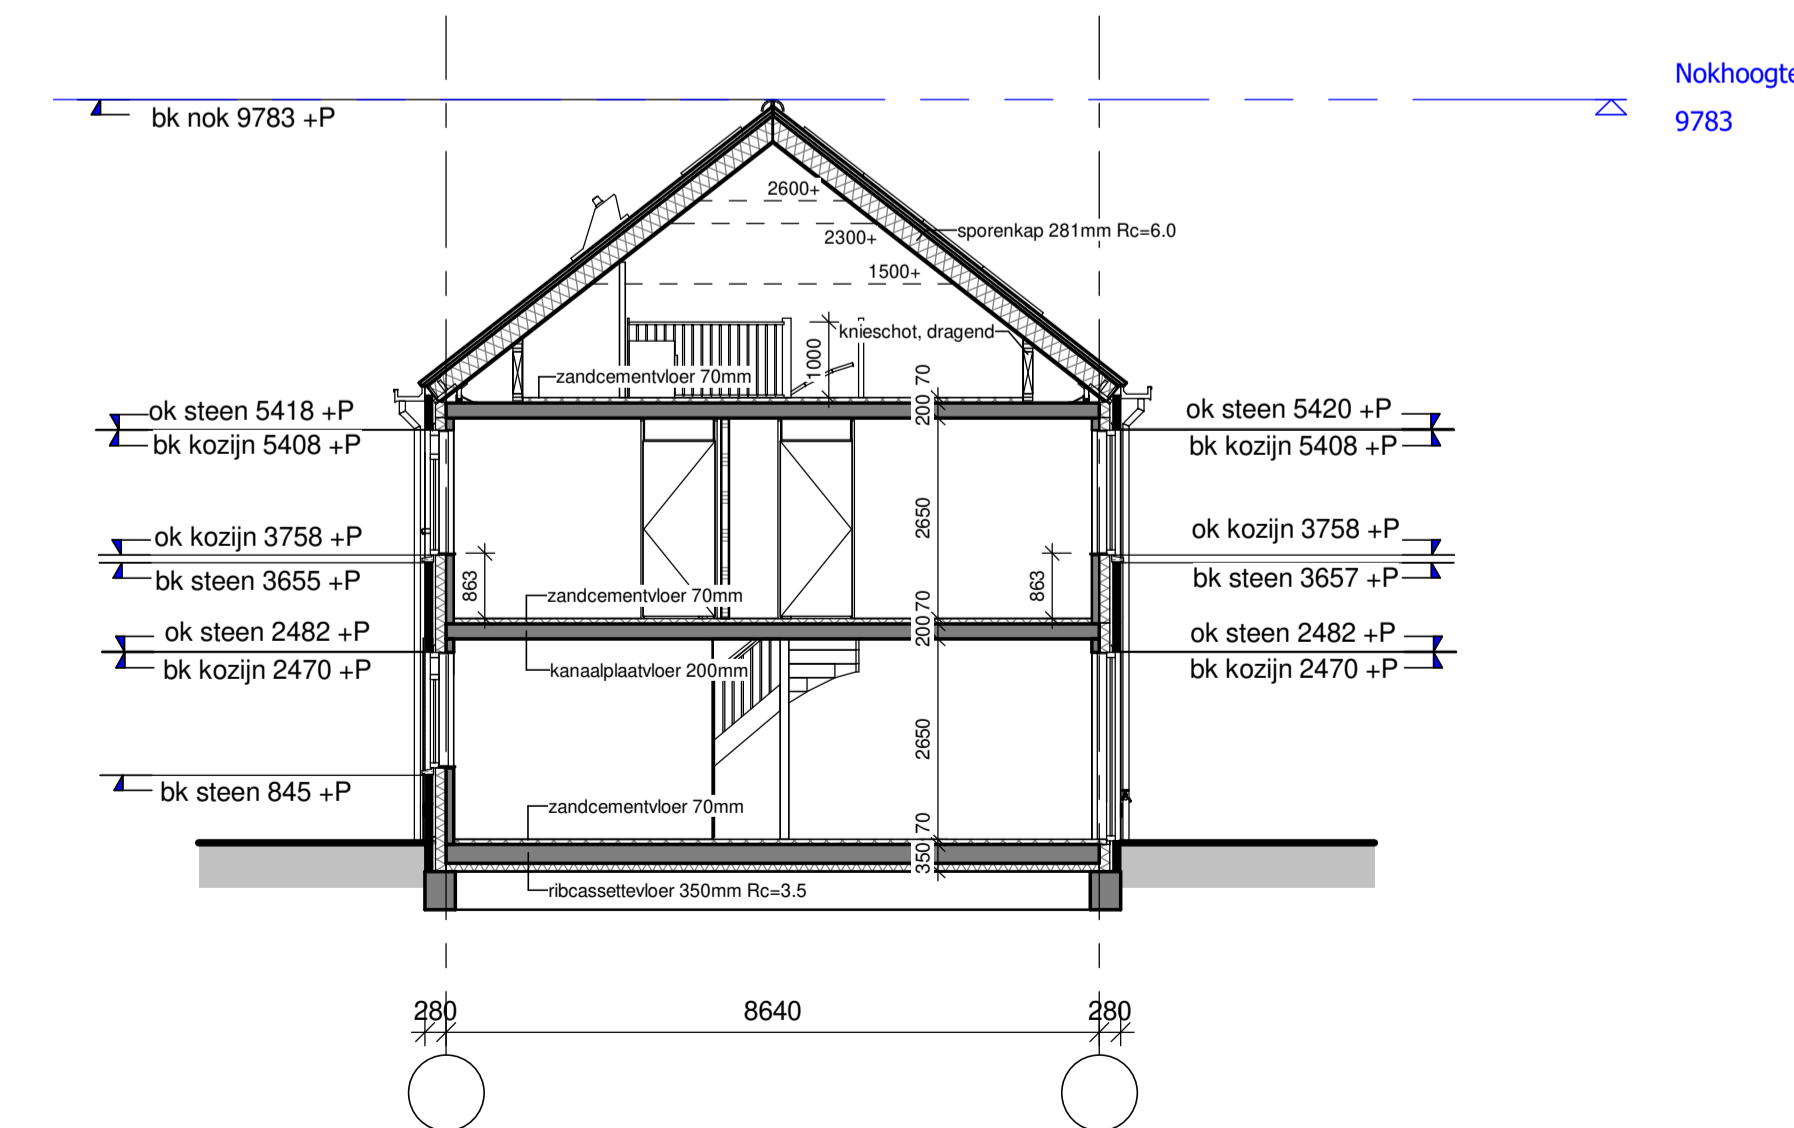 Nokhoogte
bk nok 9783 +P
9783
2600+
sporenkap 281mm Rc=6.0
2300+
1500+
knieschot, dragend
1000
zandcementvloer 70mm
70
200
ok steen 5418 +P
ok steen 5420 +P
bk kozijn 5408 +P
bk kozijn 5408 +P
2650
ok kozijn 3758 +P
ok kozijn 3758 +P
bk steen 3655 +P
bk steen 3657 +P
863
863
zandcementvloer 70mm
70
200
ok steen 2482 +P
ok steen 2482 +P
bk kozijn 2470 +P
bk kozijn 2470 +P
kanaalplaatvloer 200mm
2650
bk steen 845 +P
zandcementvloer 70mm
70
350
ribcassettevloer 350mm Rc=3.5
280
8640
280